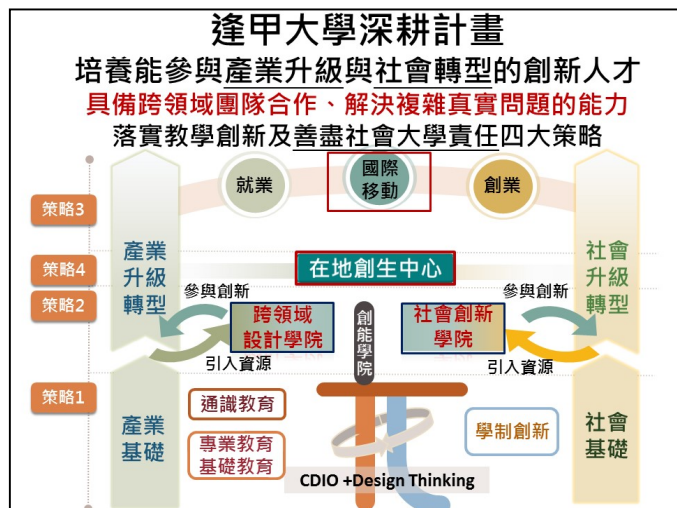 逢甲大學深耕計畫
培養能參與產業升級與社會轉型的創新人才
具備跨領域團隊合作、解決複雜真實問題的能力
落實教學創新及善盡社會大學責任四大策略
策略3
就業
國際
移動
創業
產業
升級
轉型
社會
升級
轉型
策略4
在地創生中心
策略2
參與創新
跨領域
設計學院
引入資源
創能學院
社會創新
學院
參與創新
引入資源
策略1
產業
基礎
通識教育
專業教育
基礎教育
學制創新
社會
基礎
CDIO +Design Thinking